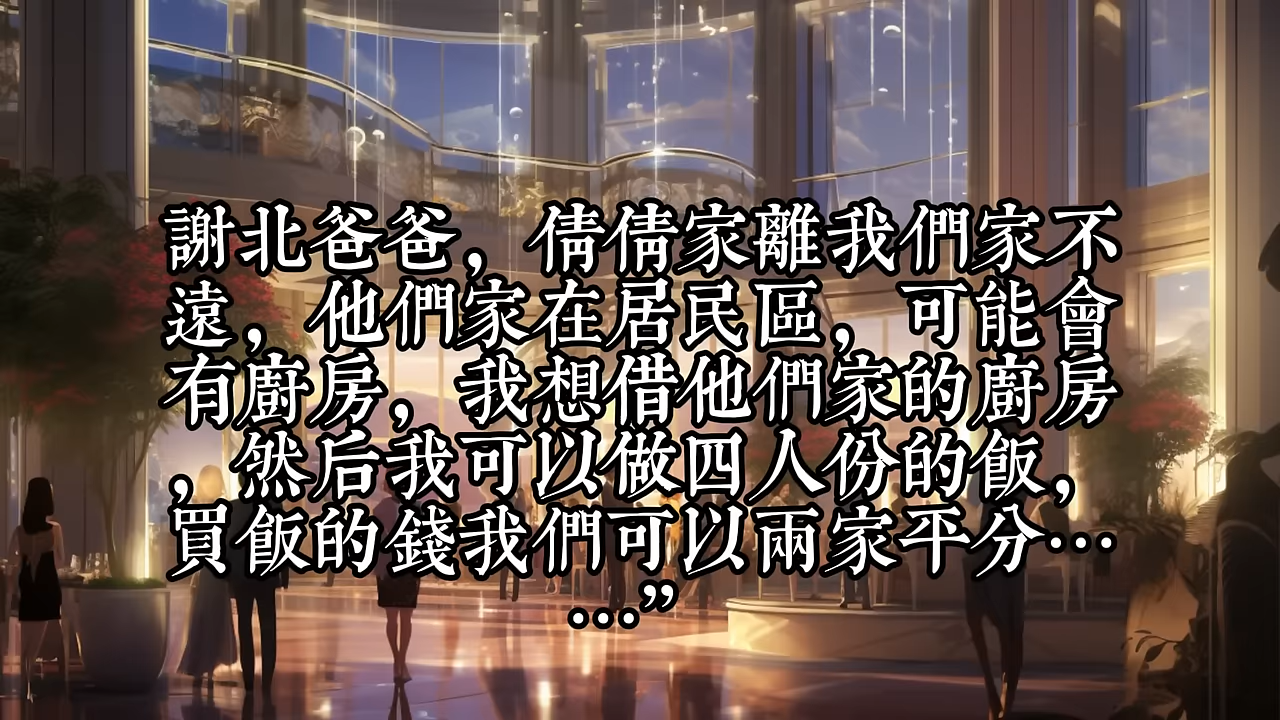 謝北爸爸，倩倩家離我們家不
遠，他們家在居民區，可能會
有廚房，我想借他們家的廚房
，然后我可以做四人份的飯，
買飯的錢我們可以兩家平分…
…”